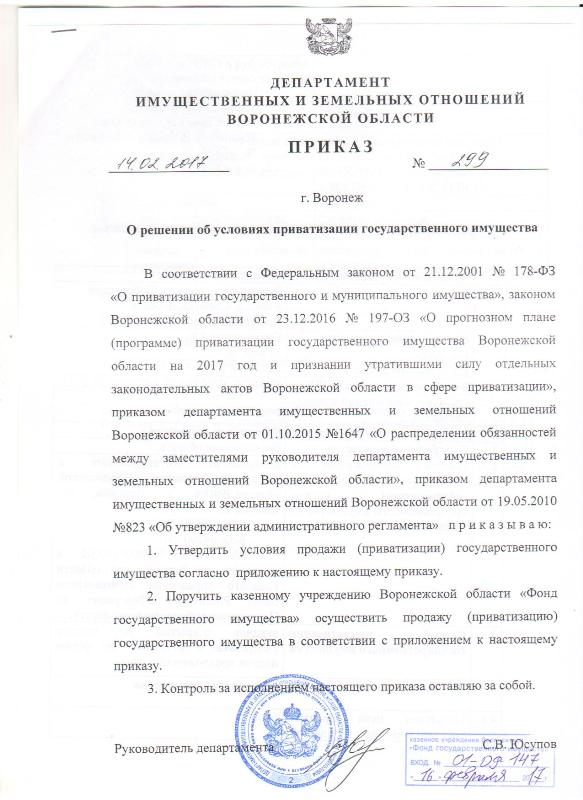 ДЕПАРТАМЕНТ
ИМУЩЕСТВЕННЫХ И ЗЕМЕЛЬНЫХ ОТНОШЕНИЙ
ВОРОНЕЖСКОЙ ОБЛАСТИ
ПРИКАЗ
14.02.2017 № 299
г. Воронеж
О решении об условиях приватизации государственного имущества
В соответствии с Федеральным законом от 21.12.2001 № 178-ФЗ
«О приватизации государственного и муниципального имущества», законом
Воронежской области от 23.12.2016 № 197-ОЗ «О прогнозном плане
(программе) приватизации государственного имущества Воронежской
области на 2017 год и признании утратившими силу отдельных
законодательных актов Воронежской области в сфере приватизации»,
приказом департамента имущественных и земельных отношений
Воронежской области от 01.10.2015 №1647 «О распределении обязанностей
между заместителями руководителя департамента имущественных и
земельных отношений Воронежской области», приказом департамента
имущественных и земельных отношений Воронежской области от 19.05.2010
№823 «Об утверждении административного регламента» п р и к а з ы в а ю:
1. Утвердить условия продажи (приватизации) государственного
имущества согласно приложению к настоящему приказу.
2. Поручить казенному учреждению Воронежской области «Фонд
государственного имущества» осуществить продажу (приватизацию)
государственного имущества в соответствии с приложением к настоящему
приказу.
3. Контроль за исполнением настоящего приказа оставляю за собой.
Руководитель департамента С.В. Юсупов
казенное учреждение
«Фонд государственного
ВХОД. № 01-09 147
16 февраля 2017.
2